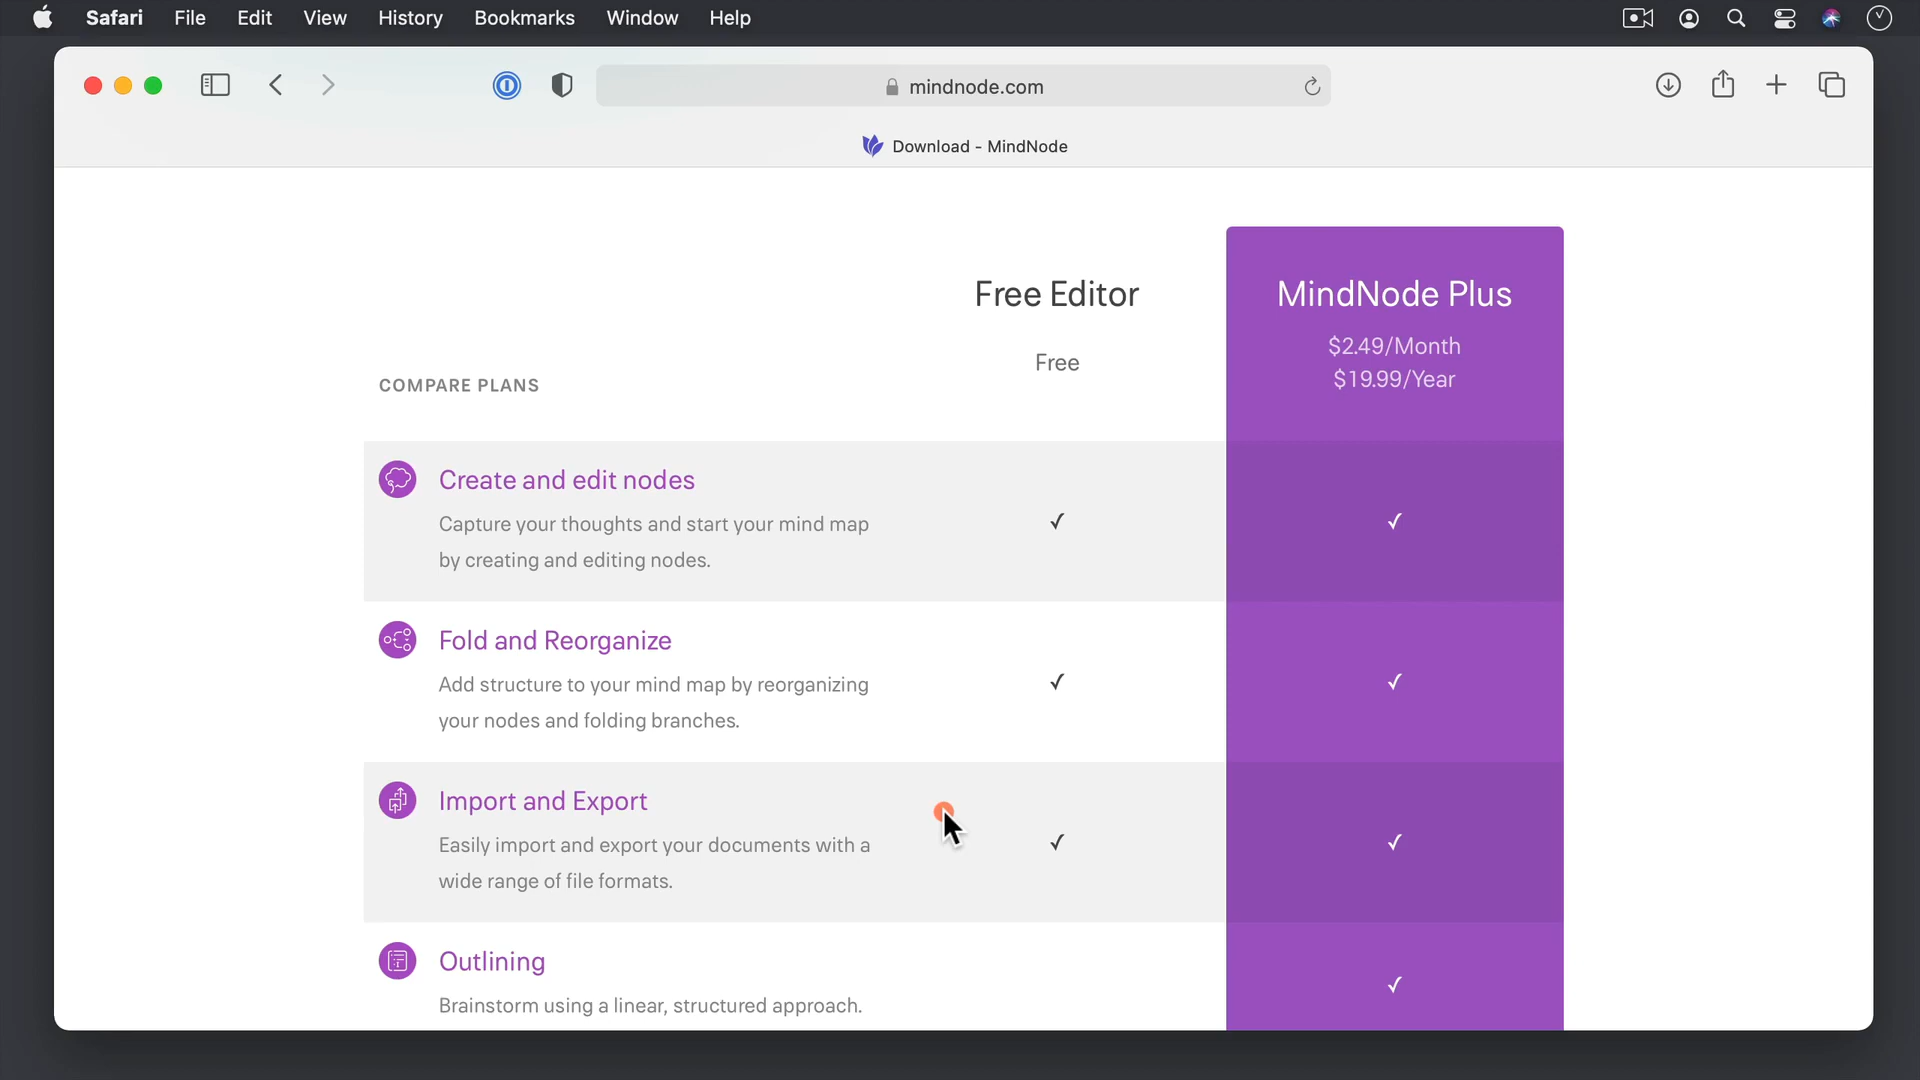 Safari File Edit View History Bookmarks Window Help
mindnode.com
Download - MindNode
Free Editor
MindNode Plus
$2.49/Month
Free
$19.99/Year
COMPARE PLANS
Create and edit nodes
Capture your thoughts and start your mind map
by creating and editing nodes.
✓ ✓
Fold and Reorganize
Add structure to your mind map by reorganizing
your nodes and folding branches.
✓ ✓
Import and Export
Easily import and export your documents with a
wide range of file formats.
✓ ✓
Outlining
Brainstorm using a linear, structured approach.
✓